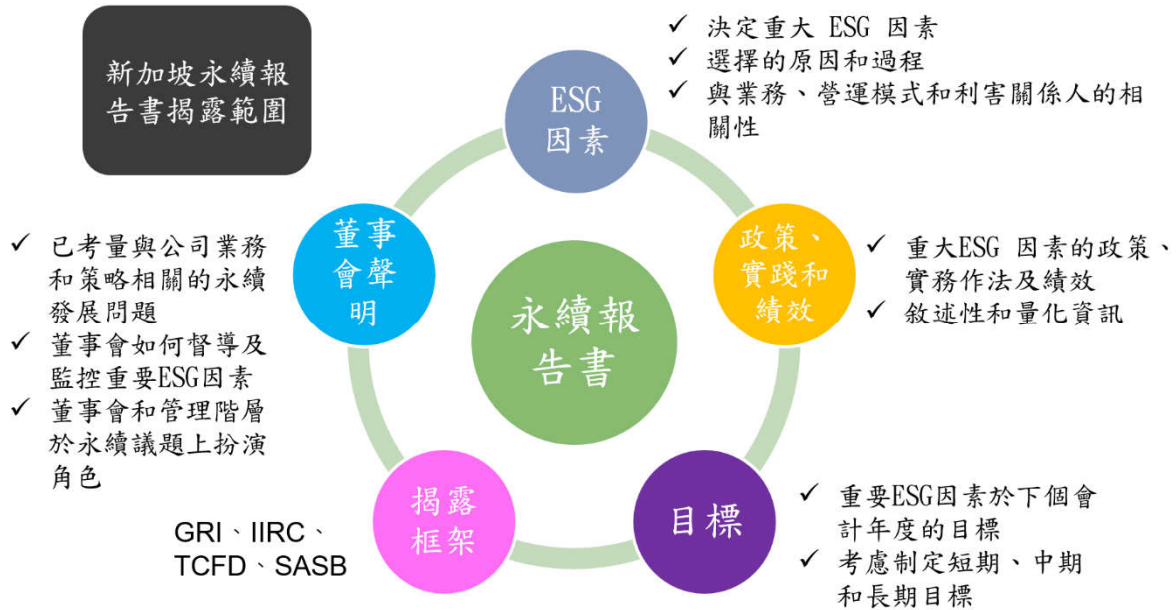 新加坡永續報
告書揭露範圍
ESG
因素
✓ 決定重大 ESG 因素
✓ 選擇的原因和過程
✓ 與業務、營運模式和利害關係人的相
關性
政策、
實踐和
績效
✓ 重大ESG 因素的政策、
實務作法及績效
✓ 敘述性和量化資訊
目標
✓ 重要ESG因素於下個會
計年度的目標
✓ 考慮制定短期、中期
和長期目標
揭露
框架
GRI、IIRC、
TCFD、SASB
董事
會聲
明
✓ 已考量與公司業務
和策略相關的永續
發展問題
✓ 董事會如何督導及
監控重要ESG因素
✓ 董事會和管理階層
於永續議題上扮演
角色
永續報
告書